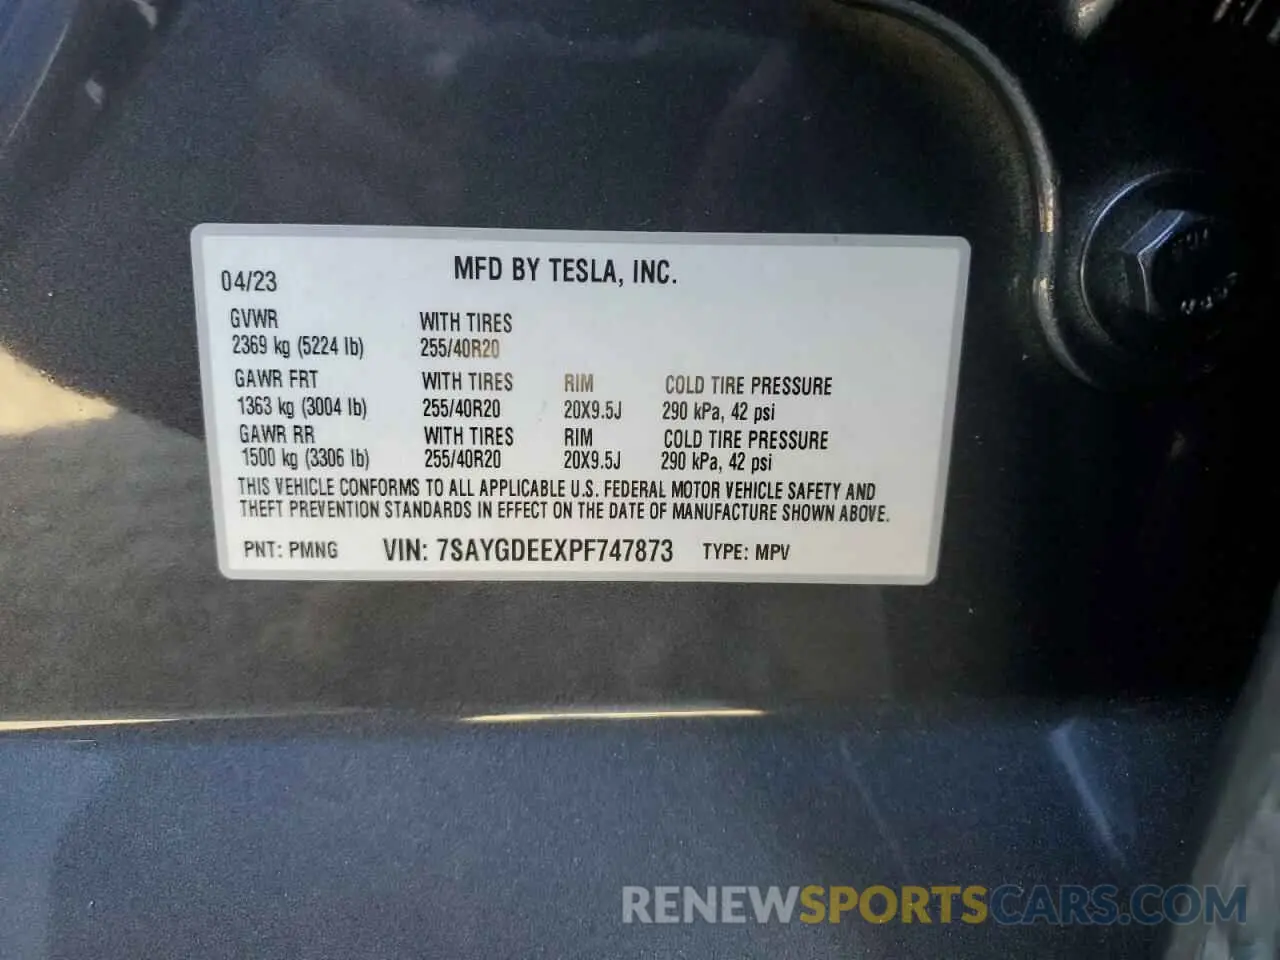 MFD BY TESLA, INC.
04/23
GVWR WITH TIRES
2369 kg (5224 lb) 255/40R20
GAWR FRT WITH TIRES RIM COLD TIRE PRESSURE
1363 kg (3004 lb) 255/40R20 20X9.5J 290 kPa, 42 psi
GAWR RR WITH TIRES RIM COLD TIRE PRESSURE
1500 kg (3306 lb) 255/40R20 20X9.5J 290 kPa, 42 psi
THIS VEHICLE CONFORMS TO ALL APPLICABLE U.S. FEDERAL MOTOR VEHICLE SAFETY AND
THEFT PREVENTION STANDARDS IN EFFECT ON THE DATE OF MANUFACTURE SHOWN ABOVE.
PNT: PMNG VIN: 7SAYGDEEXPF747873 TYPE: MPV
RENEWSPORTSCARS.COM